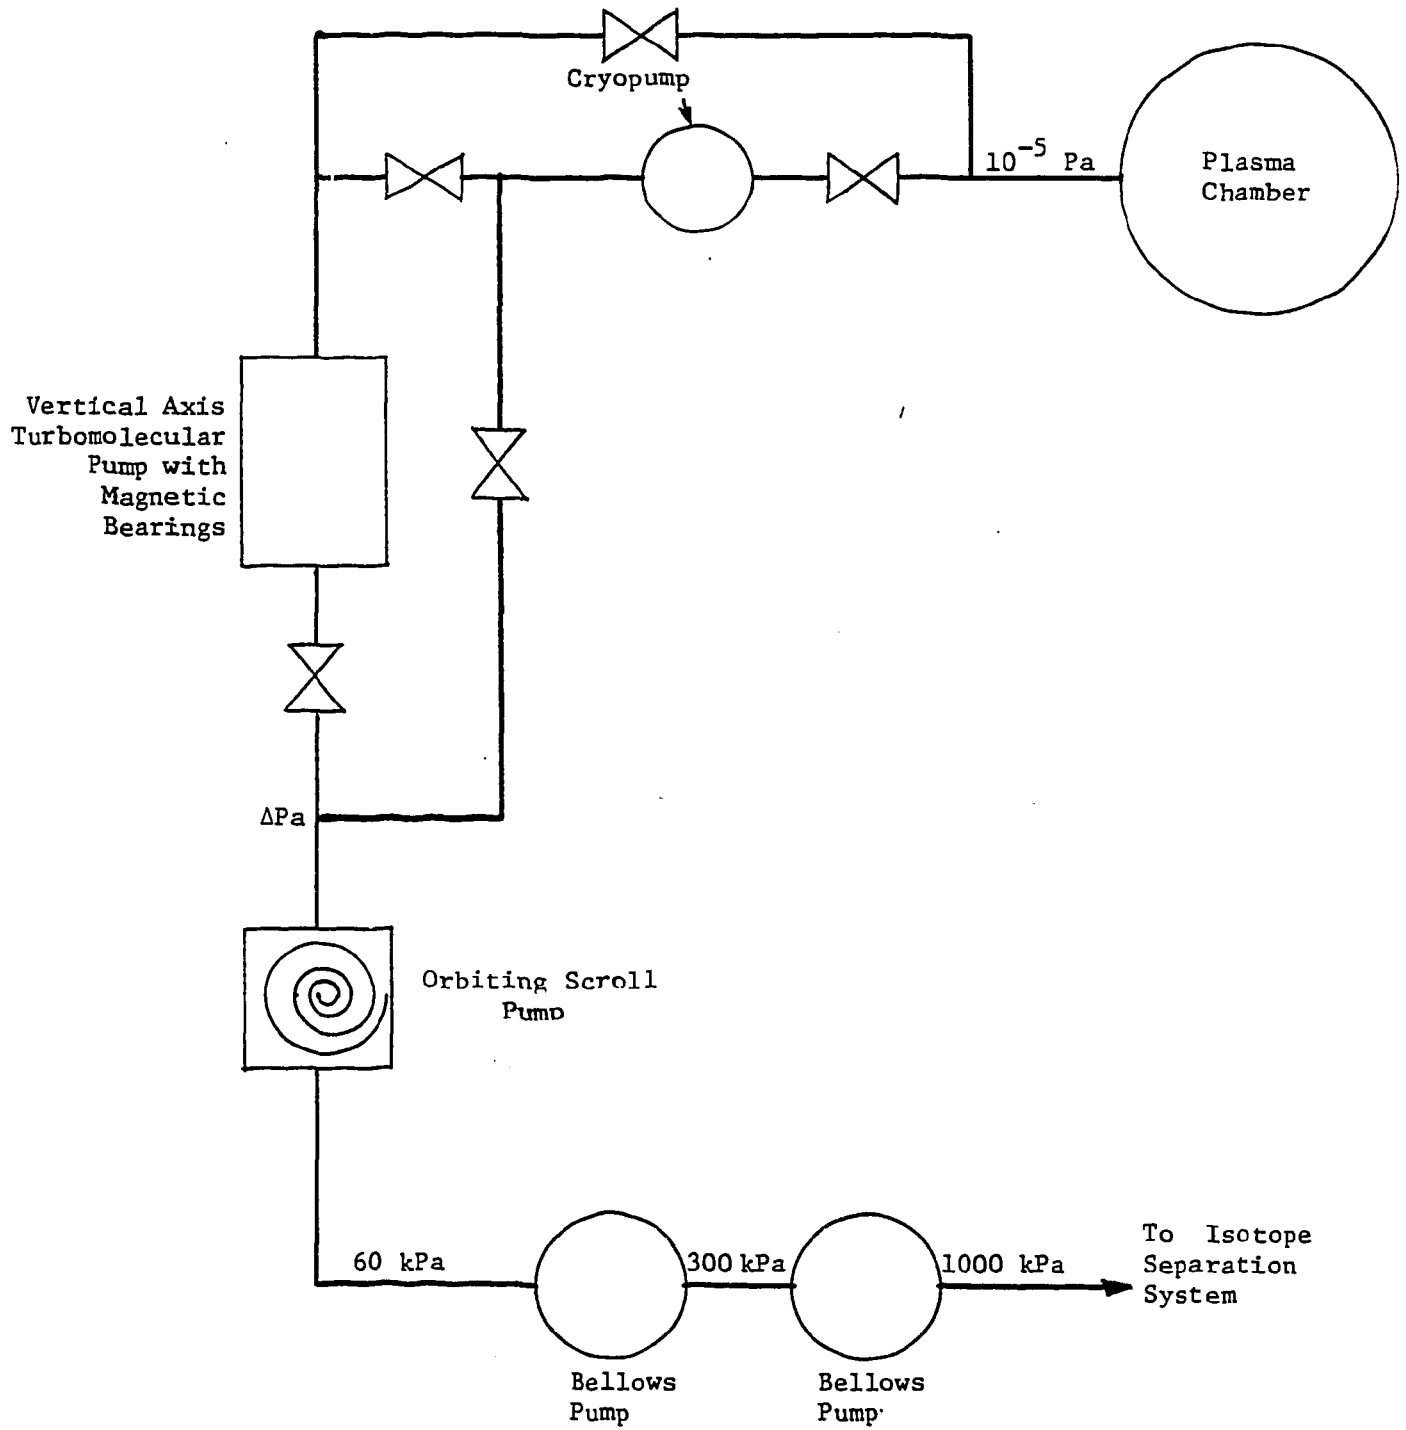 Cryopump
10⁻⁵ Pa
Plasma
Chamber
Vertical Axis
Turbomolecular
Pump with
Magnetic
Bearings
ΔPa
Orbiting Scroll
Pump
60 kPa
300 kPa
1000 kPa
To Isotope
Separation
System
Bellows
Pump
Bellows
Pump